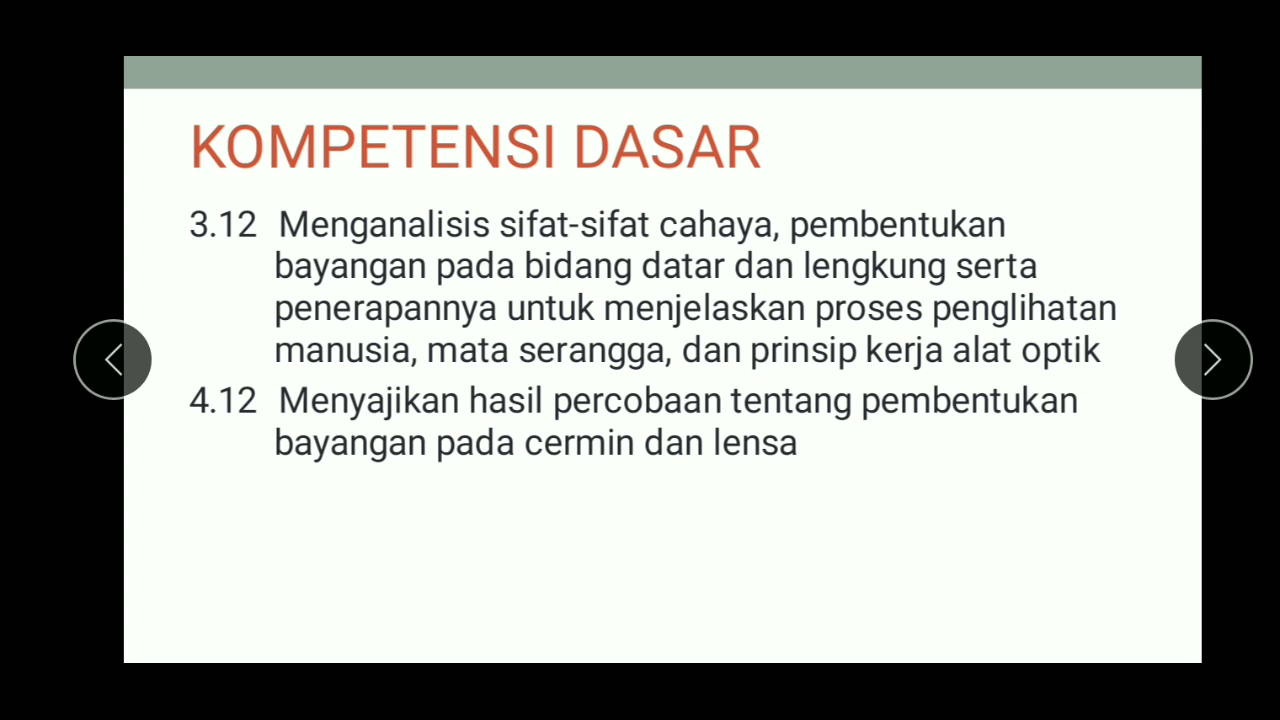 KOMPETENSI DASAR
3.12 Menganalisis sifat-sifat cahaya, pembentukan
bayangan pada bidang datar dan lengkung serta
penerapannya untuk menjelaskan proses penglihatan
manusia, mata serangga, dan prinsip kerja alat optik
4.12 Menyajikan hasil percobaan tentang pembentukan
bayangan pada cermin dan lensa